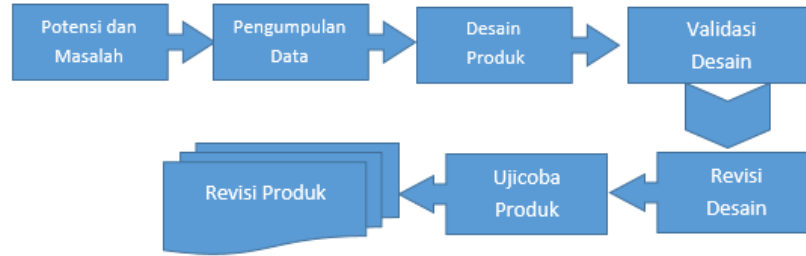 Potensi dan
Masalah
Pengumpulan
Data
Desain
Produk
Validasi
Desain
Revisi
Desain
Ujicoba
Produk
Revisi Produk